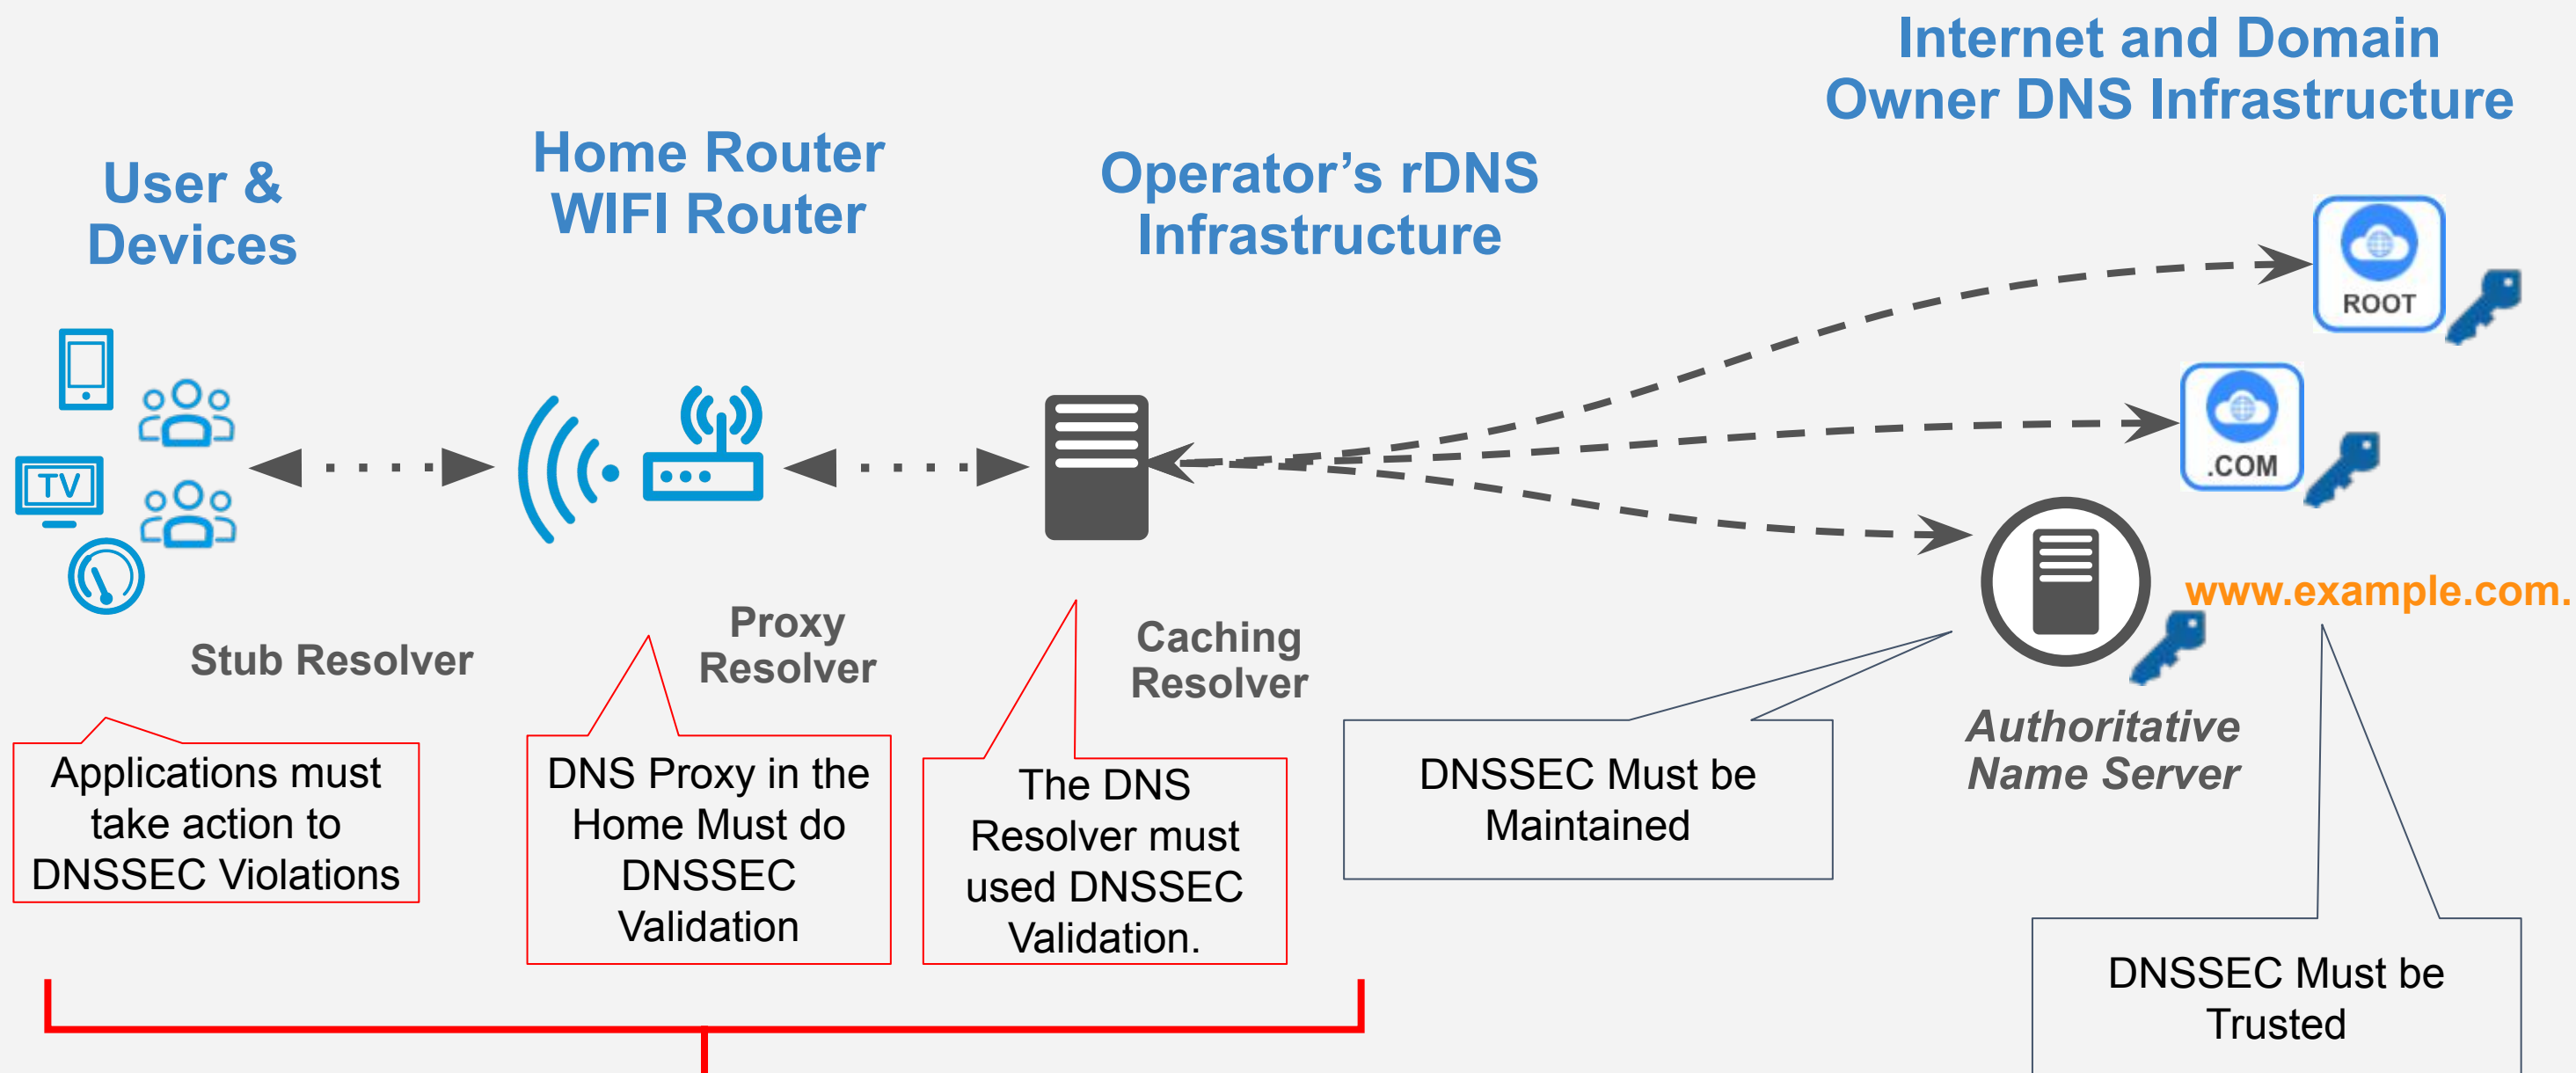 Internet and Domain
Owner DNS Infrastructure
User &
Devices
Home Router
WIFI Router
Operator’s rDNS
Infrastructure
ROOT
.COM
TV
www.example.com.
Stub Resolver
Proxy
Resolver
Caching
Resolver
Authoritative
Name Server
Applications must
take action to
DNSSEC Violations
DNS Proxy in the
Home Must do
DNSSEC
Validation
The DNS
Resolver must
used DNSSEC
Validation.
DNSSEC Must be
Maintained
DNSSEC Must be
Trusted